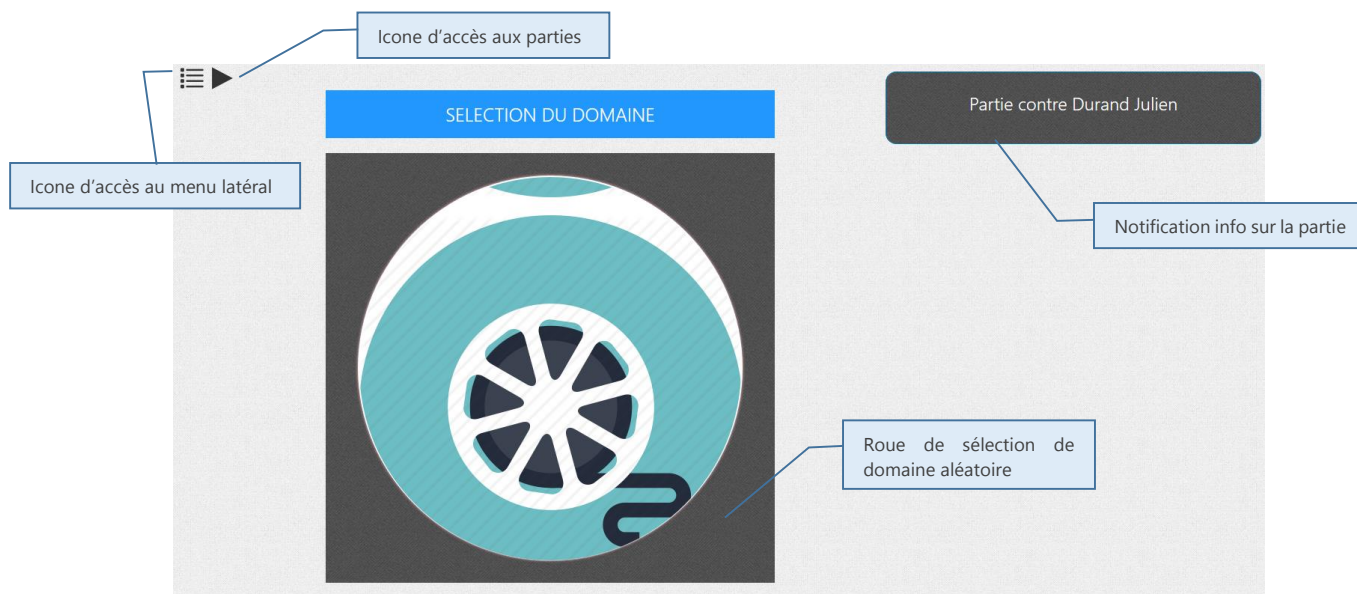 Icone d'accès aux parties
SELECTION DU DOMAINE
Partie contre Durand Julien
Icone d'accès au menu latéral
Notification info sur la partie
Roue de sélection de
domaine aléatoire